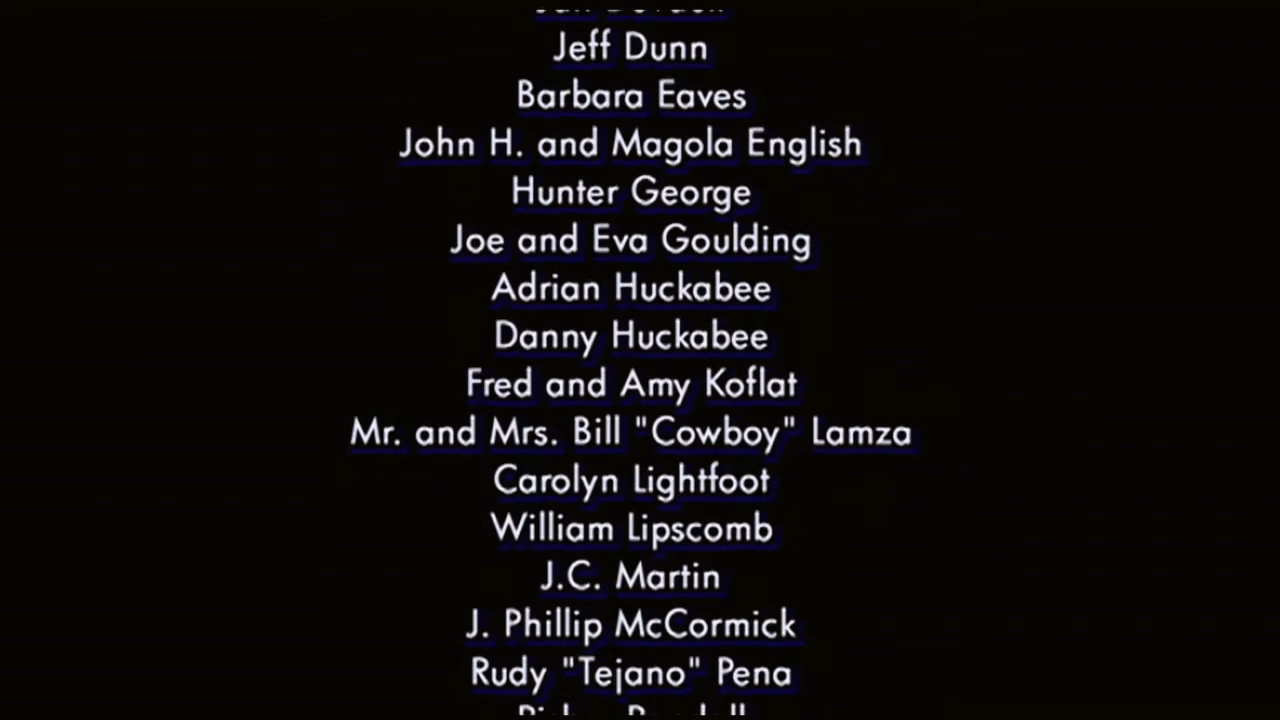 Jeff Dunn
Barbara Eaves
John H. and Magola English
Hunter George
Joe and Eva Goulding
Adrian Huckabee
Danny Huckabee
Fred and Amy Koflat
Mr. and Mrs. Bill "Cowboy" Lamza
Carolyn Lightfoot
William Lipscomb
J.C. Martin
J. Phillip McCormick
Rudy "Tejano" Pena